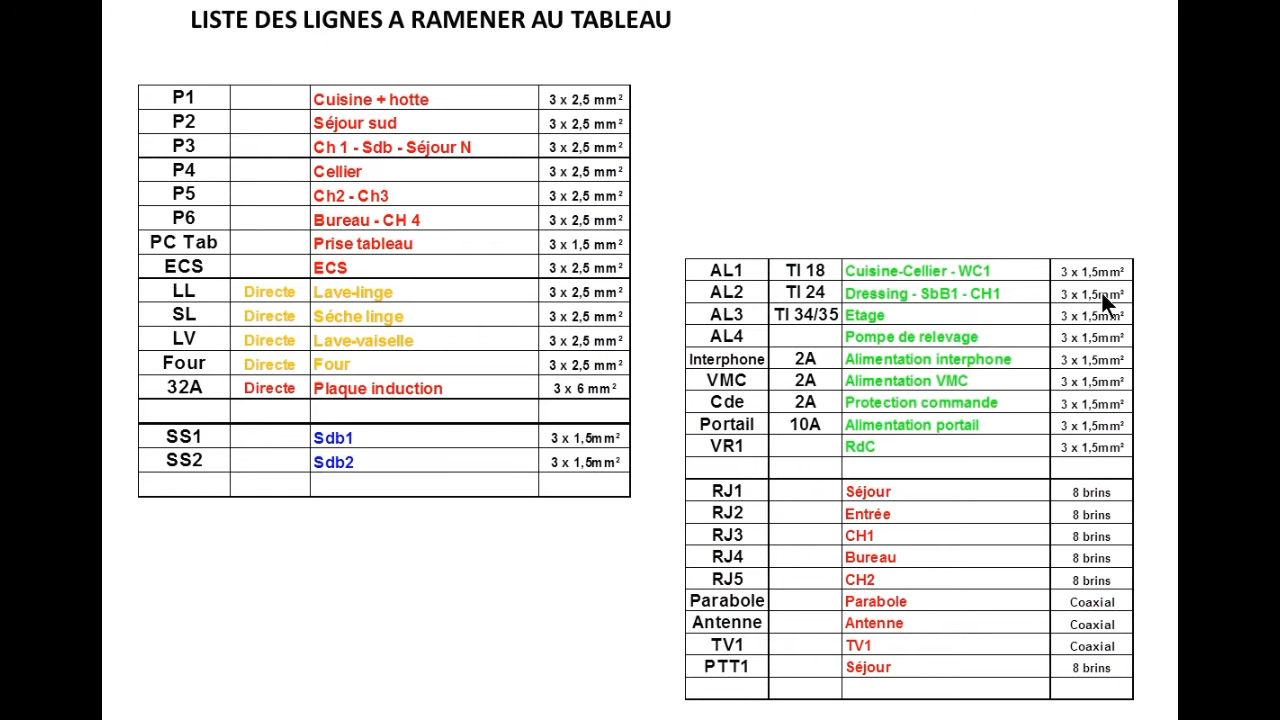 LISTE DES LIGNES A RAMENER AU TABLEAU
P1 Cuisine + hotte 3 x 2,5 mm²
P2 Séjour sud 3 x 2,5 mm²
P3 Ch 1 - Sdb - Séjour N 3 x 2,5 mm²
P4 Cellier 3 x 2,5 mm²
P5 Ch2 - Ch3 3 x 2,5 mm²
P6 Bureau - CH 4 3 x 2,5 mm²
PC Tab Prise tableau 3 x 1,5 mm²
ECS ECS 3 x 2,5 mm²
LL Directe Lave-linge 3 x 2,5 mm²
SL Directe Séche linge 3 x 2,5 mm²
LV Directe Lave-vaiselle 3 x 2,5 mm²
Four Directe Four 3 x 2,5 mm²
32A Directe Plaque induction 3 x 6 mm²
SS1 Sdb1 3 x 1,5mm²
SS2 Sdb2 3 x 1,5mm²
AL1 TI 18 Cuisine-Cellier - WC1 3 x 1,5mm²
AL2 TI 24 Dressing - SbB1 - CH1 3 x 1,5mm²
AL3 TI 34/35 Etage 3 x 1,5mm²
AL4 Pompe de relevage 3 x 1,5mm²
Interphone 2A Alimentation interphone 3 x 1,5mm²
VMC 2A Alimentation VMC 3 x 1,5mm²
Cde 2A Protection commande 3 x 1,5mm²
Portail 10A Alimentation portail 3 x 1,5mm²
VR1 RdC 3 x 1,5mm²
RJ1 Séjour 8 brins
RJ2 Entrée 8 brins
RJ3 CH1 8 brins
RJ4 Bureau 8 brins
RJ5 CH2 8 brins
Parabole Parabole Coaxial
Antenne Antenne Coaxial
TV1 TV1 Coaxial
PTT1 Séjour 8 brins